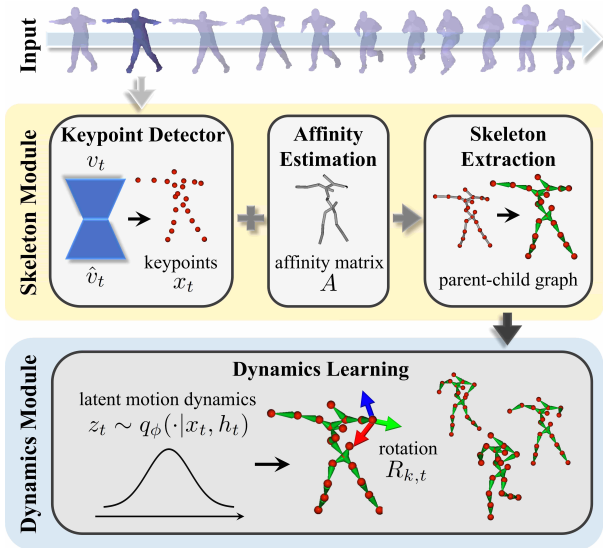 Input
Skeleton Module
Keypoint Detector
v_t
v̂_t
keypoints
x_t
Affinity
Estimation
affinity matrix
A
Skeleton
Extraction
parent-child graph
Dynamics Module
Dynamics Learning
latent motion dynamics
z_t ∼ q_ϕ(·|x_t, h_t)
rotation
R_{k,t}